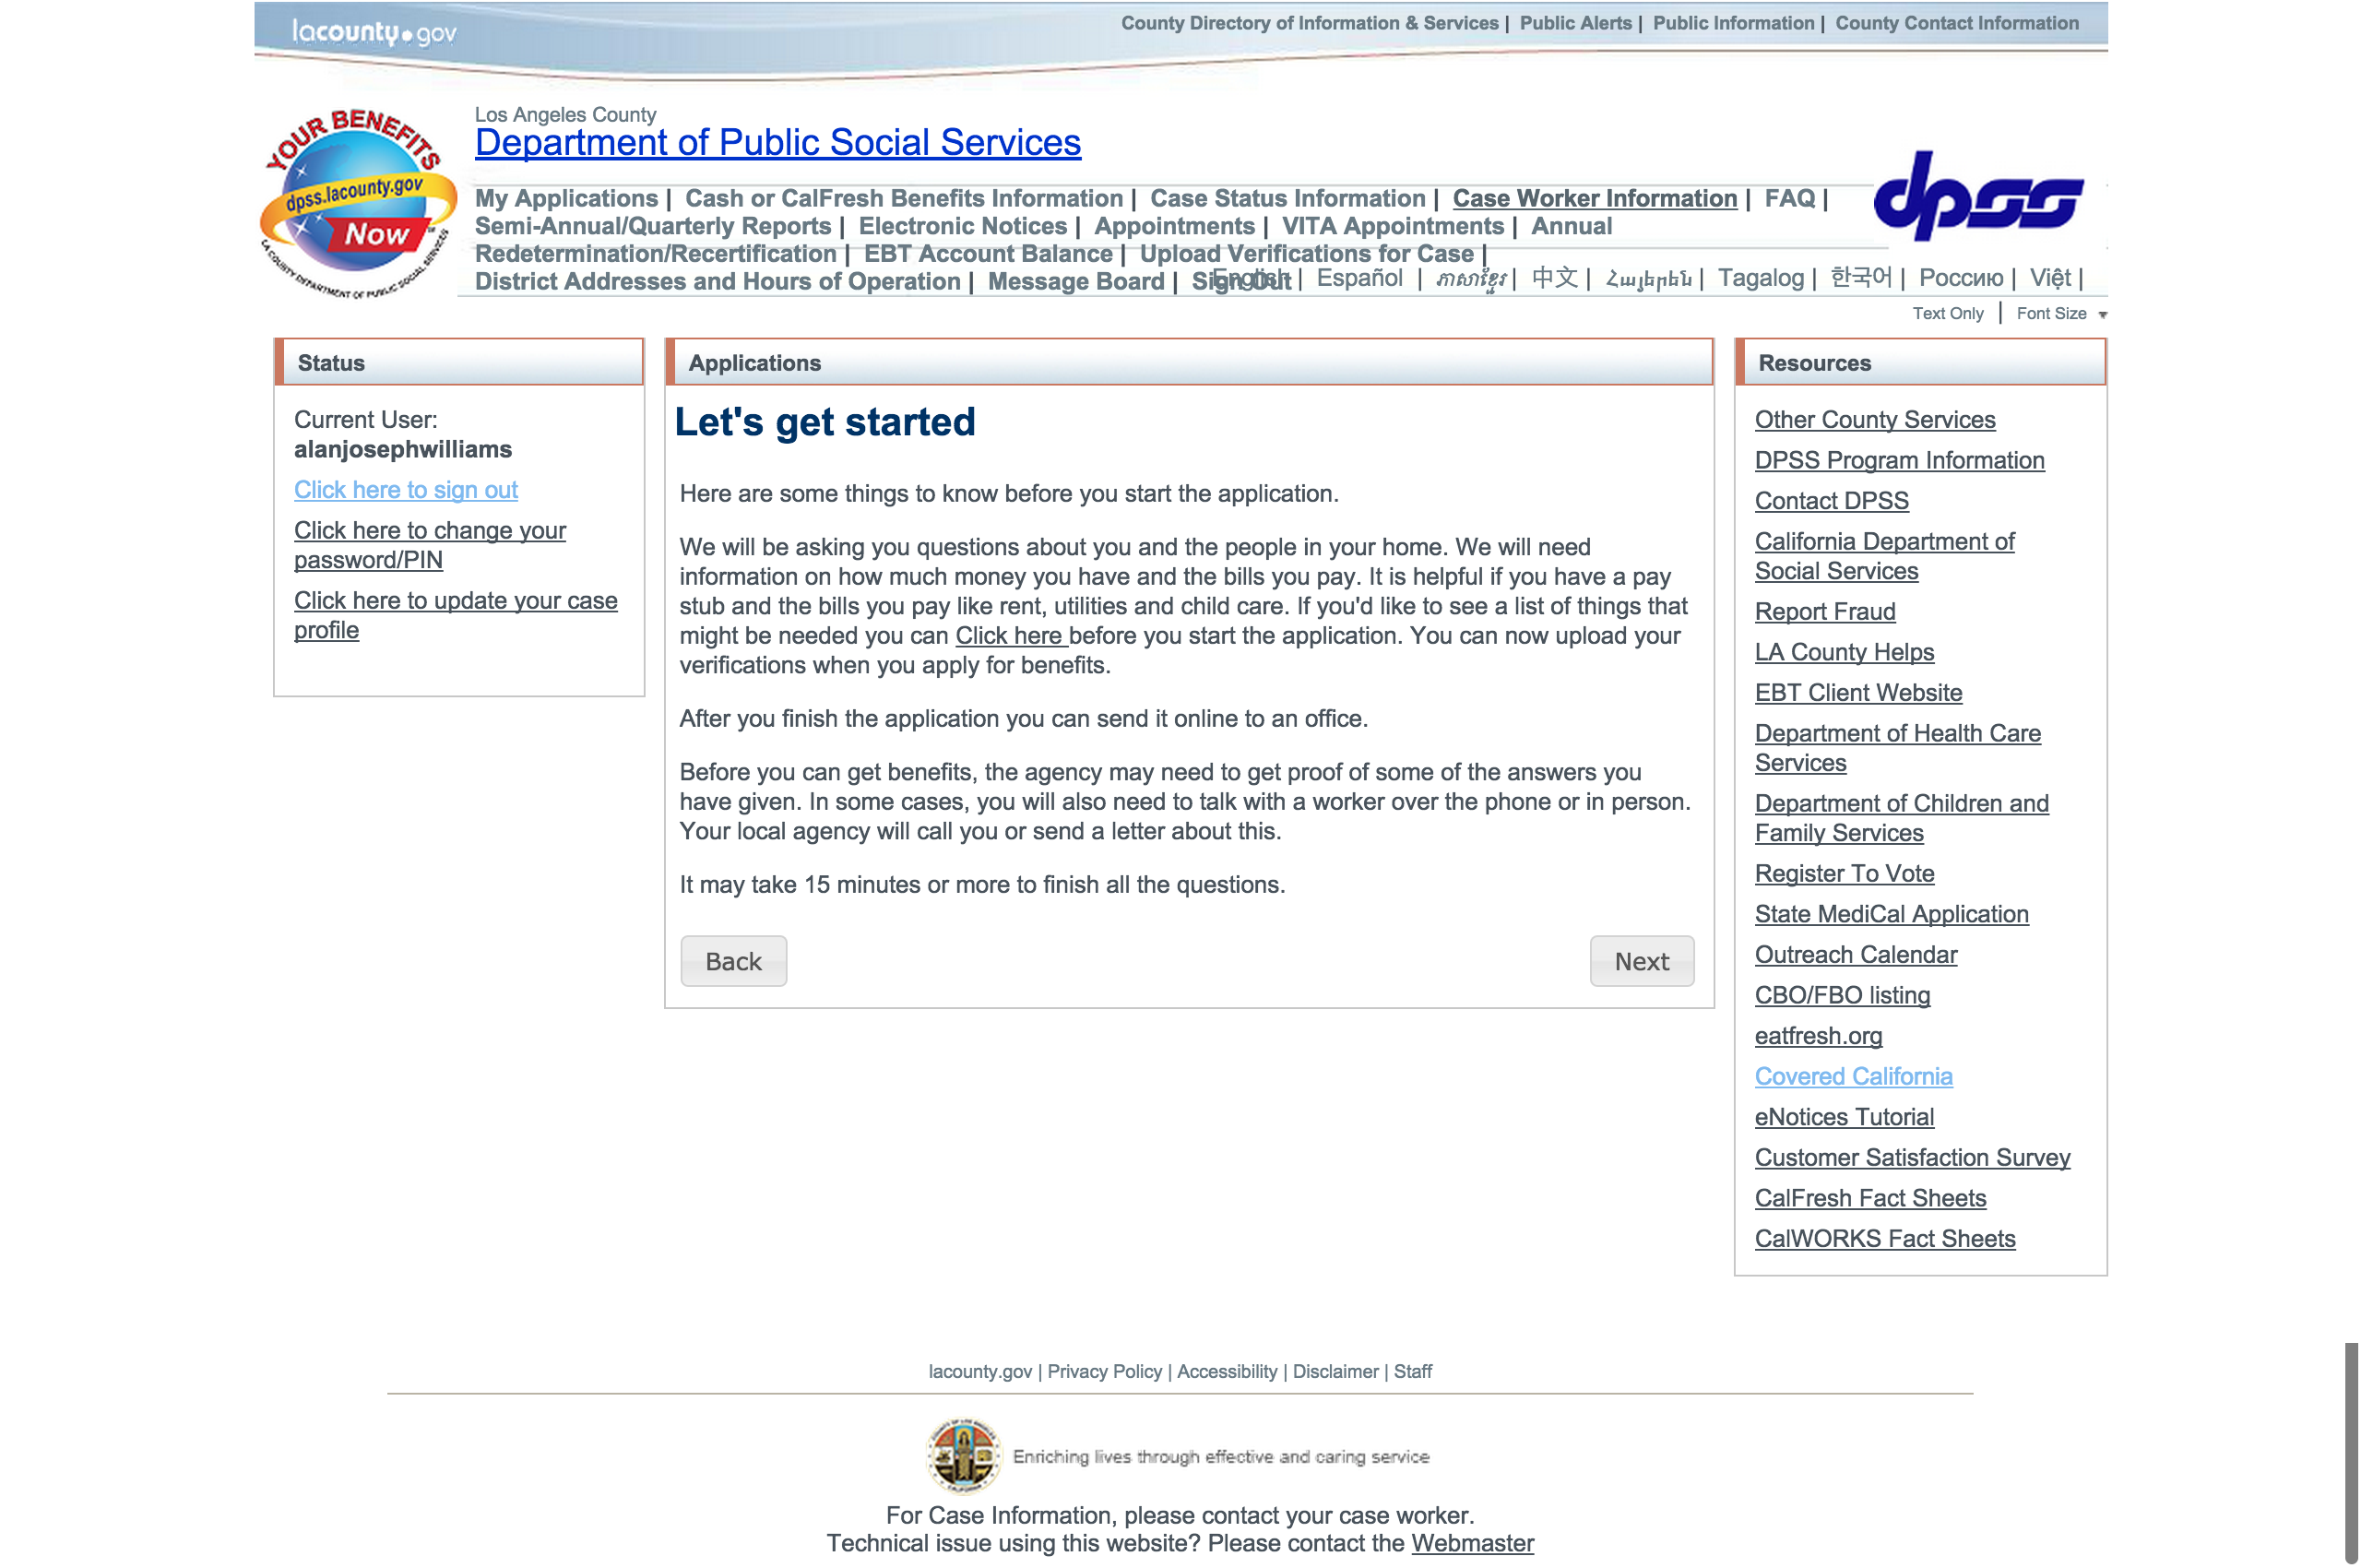 lacounty.gov
County Directory of Information & Services | Public Alerts | Public Information | County Contact Information
YOUR BENEFITS
dpss.lacounty.gov
Now
LA COUNTY DEPARTMENT OF PUBLIC SOCIAL SERVICES
Los Angeles County
Department of Public Social Services
dpss
My Applications | Cash or CalFresh Benefits Information | Case Status Information | Case Worker Information | FAQ |
Semi-Annual/Quarterly Reports | Electronic Notices | Appointments | VITA Appointments | Annual
Redetermination/Recertification | EBT Account Balance | Upload Verifications for Case |
District Addresses and Hours of Operation | Message Board | Sign Out
English | Español | ភាសាខ្មែរ | 中文 | Հայերեն | Tagalog | 한국어 | Россию | Việt |
Text Only | Font Size
Status
Current User:
alanjosephwilliams
Click here to sign out
Click here to change your
password/PIN
Click here to update your case
profile
Applications
Let's get started
Here are some things to know before you start the application.
We will be asking you questions about you and the people in your home. We will need
information on how much money you have and the bills you pay. It is helpful if you have a pay
stub and the bills you pay like rent, utilities and child care. If you'd like to see a list of things that
might be needed you can Click here before you start the application. You can now upload your
verifications when you apply for benefits.
After you finish the application you can send it online to an office.
Before you can get benefits, the agency may need to get proof of some of the answers you
have given. In some cases, you will also need to talk with a worker over the phone or in person.
Your local agency will call you or send a letter about this.
It may take 15 minutes or more to finish all the questions.
Back
Next
Resources
Other County Services
DPSS Program Information
Contact DPSS
California Department of
Social Services
Report Fraud
LA County Helps
EBT Client Website
Department of Health Care
Services
Department of Children and
Family Services
Register To Vote
State MediCal Application
Outreach Calendar
CBO/FBO listing
eatfresh.org
Covered California
eNotices Tutorial
Customer Satisfaction Survey
CalFresh Fact Sheets
CalWORKS Fact Sheets
lacounty.gov | Privacy Policy | Accessibility | Disclaimer | Staff
Enriching lives through effective and caring service
For Case Information, please contact your case worker.
Technical issue using this website? Please contact the Webmaster